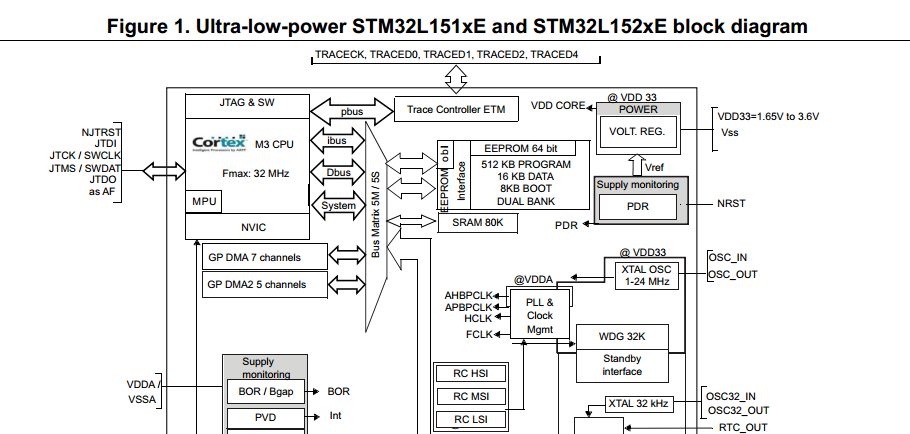 Figure 1. Ultra-low-power STM32L151xE and STM32L152xE block diagram
TRACECK, TRACED0, TRACED1, TRACED2, TRACED4
JTAG & SW
pbus
Trace Controller ETM
@ VDD 33
VDD CORE
POWER
VOLT. REG.
VDD33=1.65V to 3.6V
Vss
NJTRST
JTDI
JTCK / SWCLK
JTMS / SWDAT
JTDO
as AF
Cortex
M3 CPU
Fmax: 32 MHz
MPU
NVIC
ibus
Dbus
System
Bus Matrix 5M / 5S
EEPROM obl
Interface
EEPROM 64 bit
512 KB PROGRAM
16 KB DATA
8KB BOOT
DUAL BANK
SRAM 80K
Vref
Supply monitoring
PDR
NRST
PDR
GP DMA 7 channels
GP DMA2 5 channels
@ VDD33
XTAL OSC
1-24 MHz
OSC_IN
OSC_OUT
@VDDA
AHBPCLK
APBPCLK
HCLK
FCLK
PLL &
Clock
Mgmt
WDG 32K
Standby
interface
Supply
monitoring
VDDA /
VSSA
BOR / Bgap
BOR
PVD
Int
RC HSI
RC MSI
RC LSI
XTAL 32 kHz
OSC32_IN
OSC32_OUT
RTC_OUT